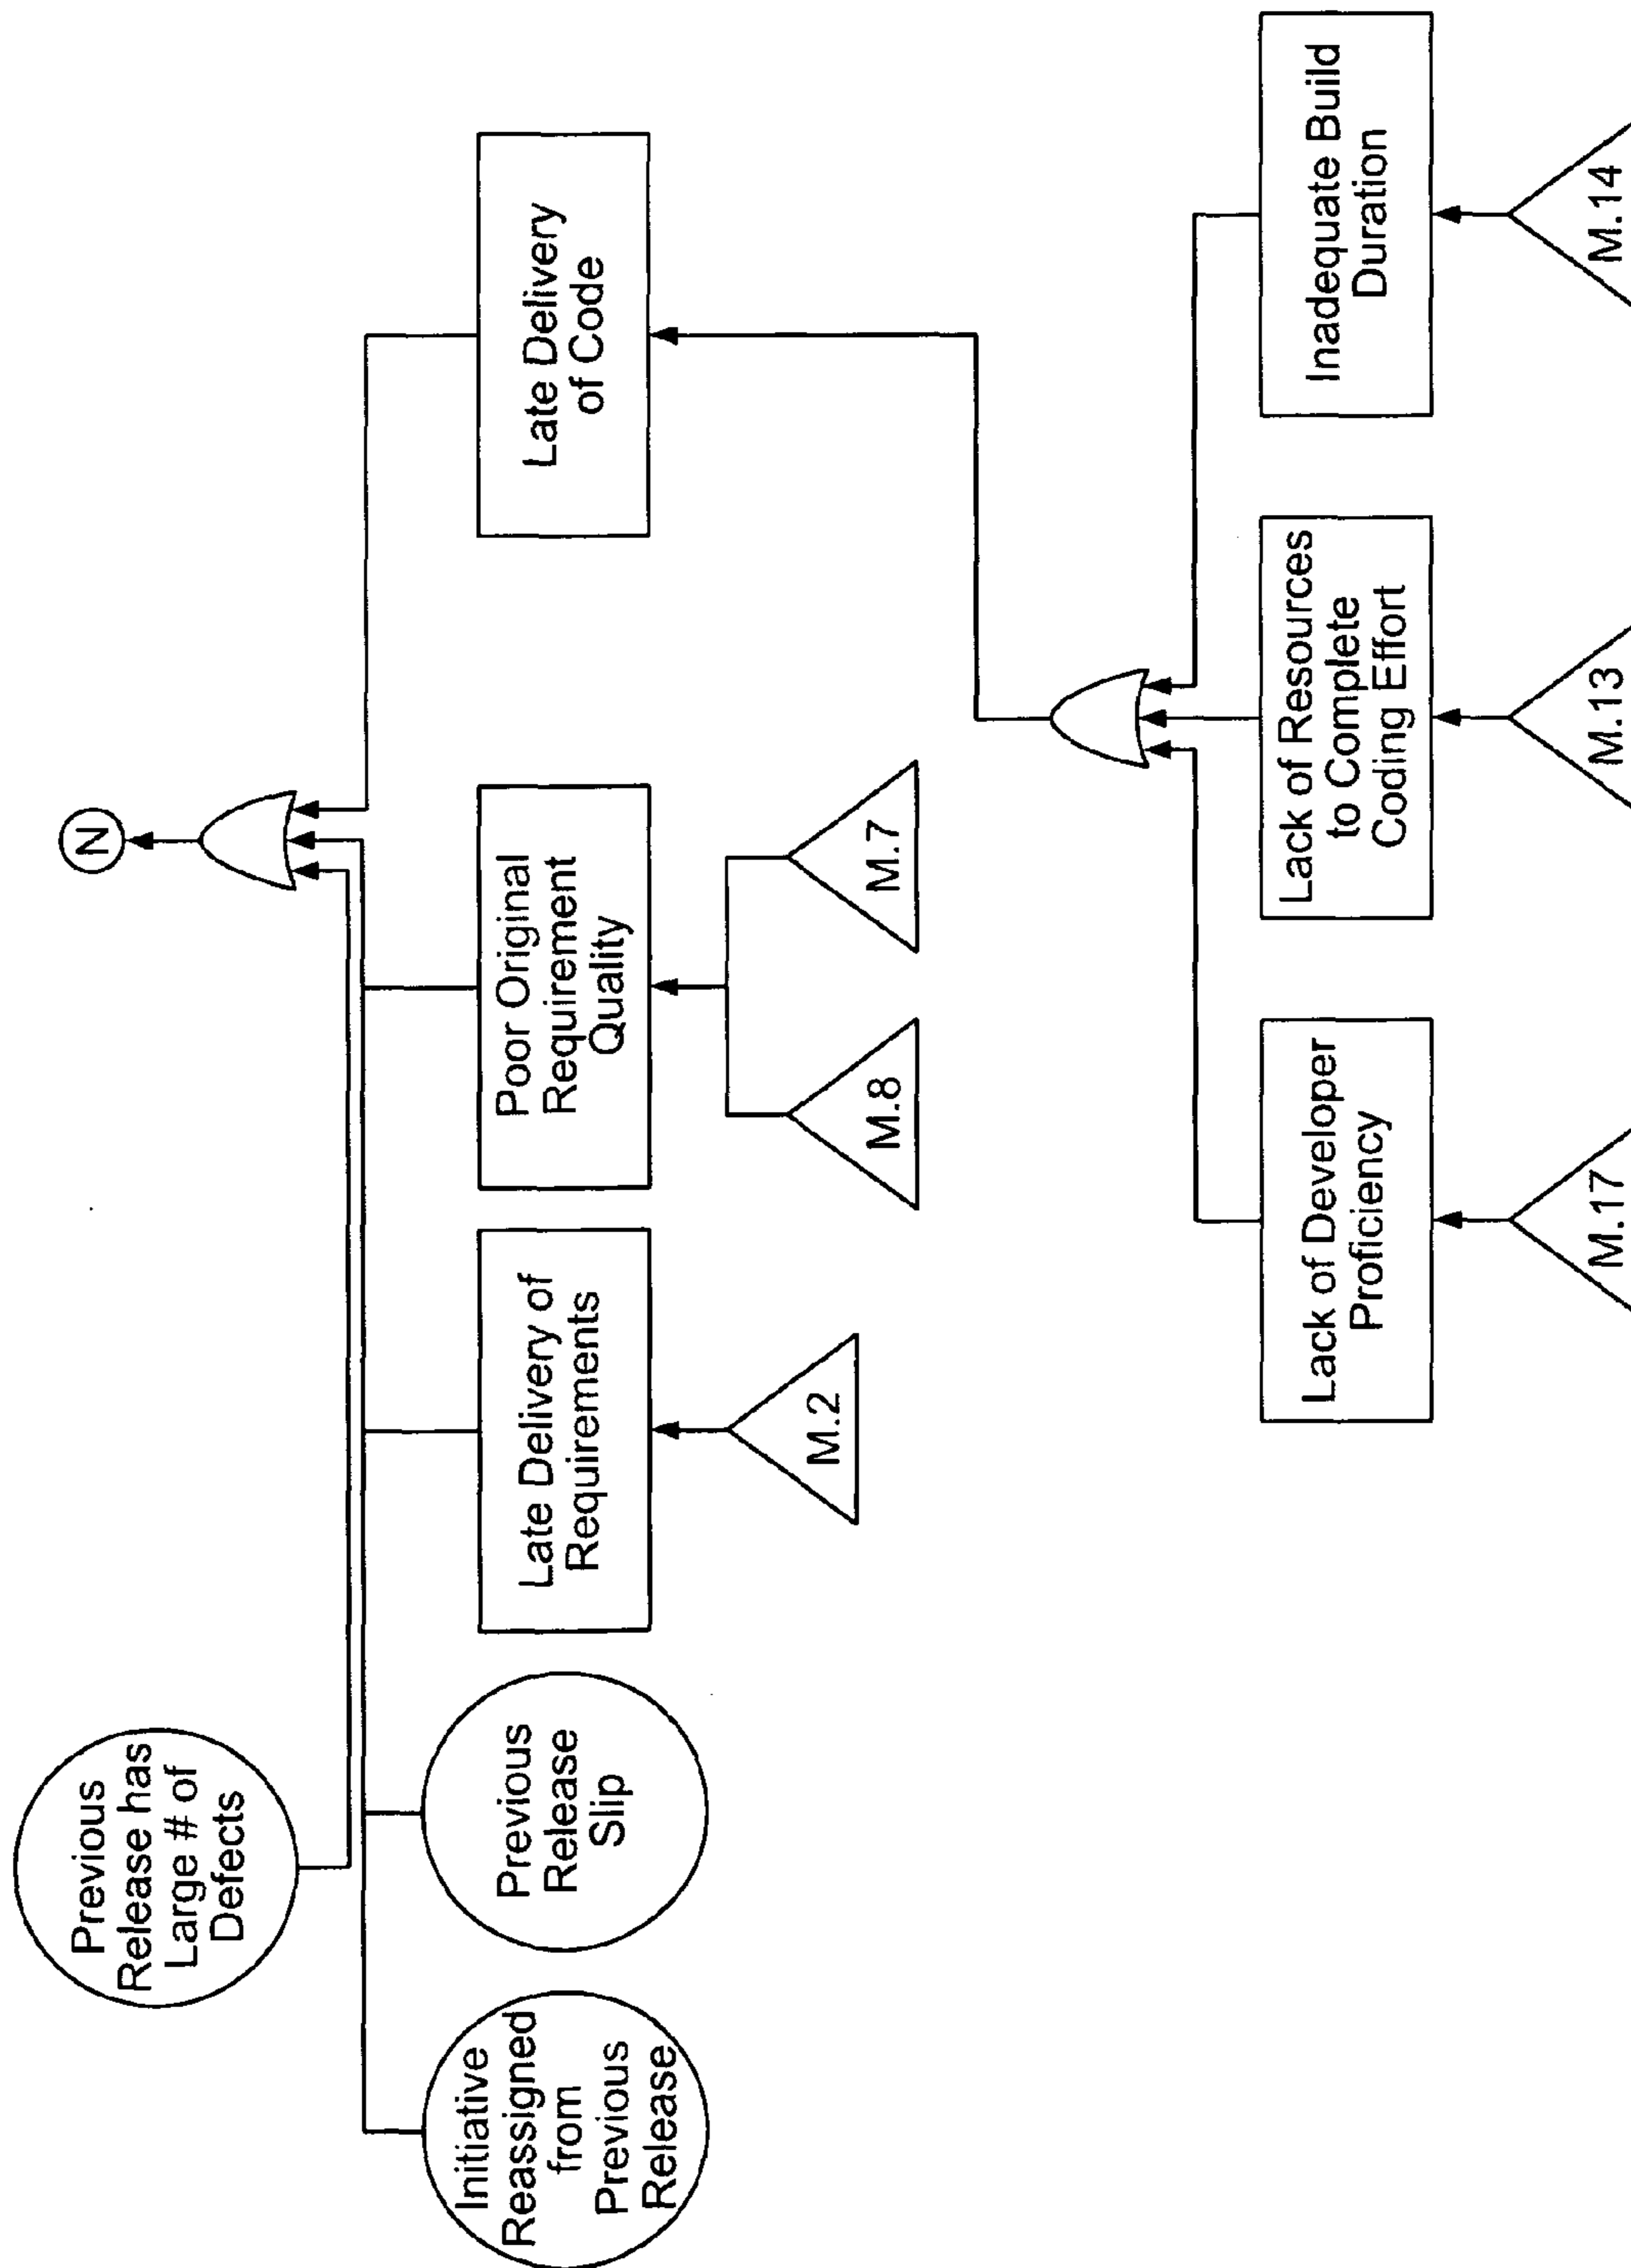 N
Previous
Release has
Large # of
Defects
Initiative
Reassigned
from
Previous
Release
Previous
Release
Slip
Late Delivery of
Requirements
Poor Original
Requirement
Quality
Late Delivery
of Code
M.2
M.8
M.7
Lack of Developer
Proficiency
Lack of Resources
to Complete
Coding Effort
Inadequate Build
Duration
M.17
M.13
M.14